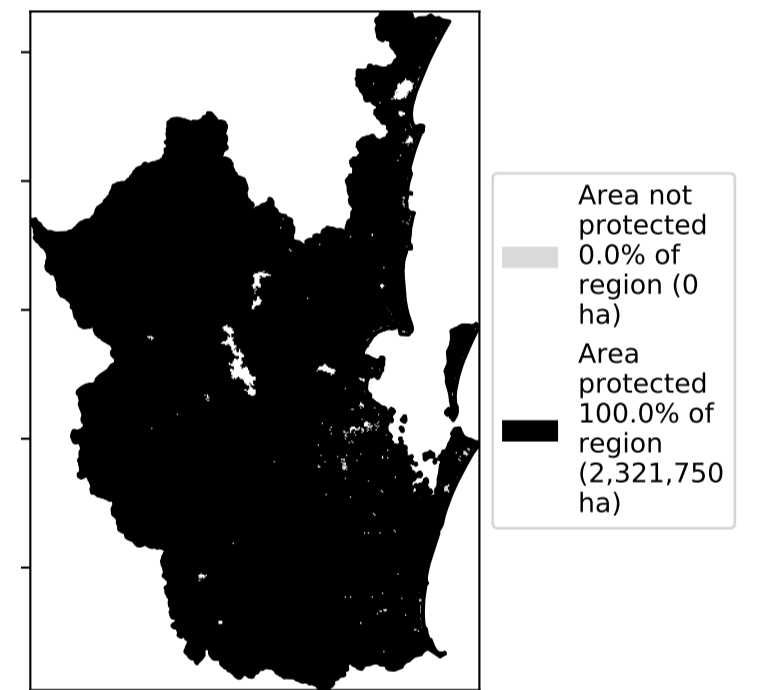 Area not
protected
0.0% of
region (0
ha)
Area
protected
100.0% of
region
(2,321,750
ha)